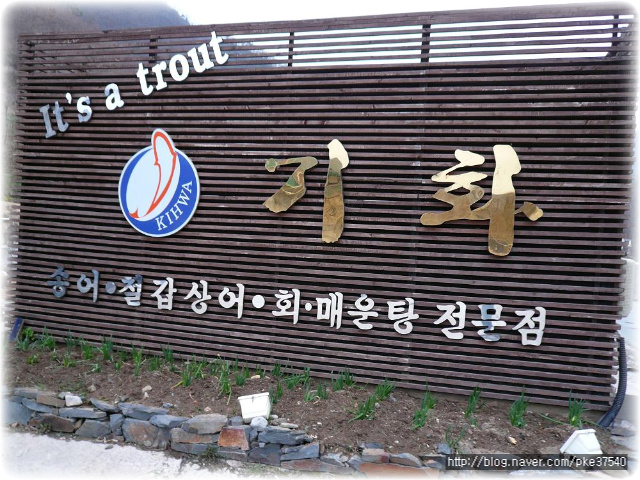 It's a trout
KIHWA
기화
송어·철갑상어•회·매운탕 전문점
http://blog.naver.com/pke37540